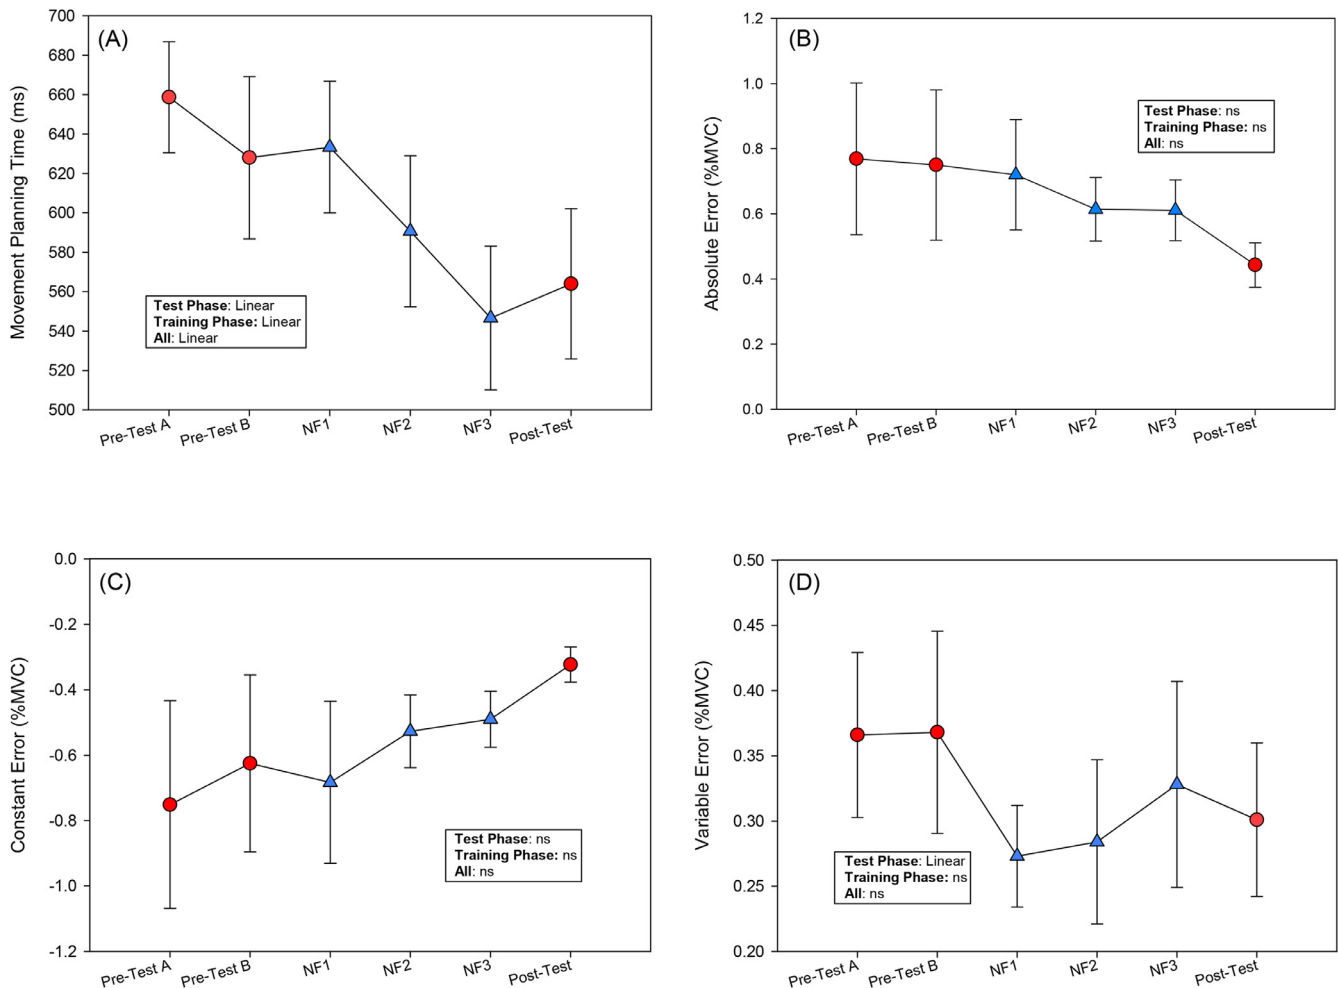 (A)
Movement Planning Time (ms)
700
680
660
640
620
600
580
560
540
520
500
Test Phase: Linear
Training Phase: Linear
All: Linear
Pre-Test A
Pre-Test B
NF1
NF2
NF3
Post-Test
(B)
Absolute Error (%MVC)
1.2
1.0
0.8
0.6
0.4
0.2
0.0
Test Phase: ns
Training Phase: ns
All: ns
Pre-Test A
Pre-Test B
NF1
NF2
NF3
Post-Test
(C)
Constant Error (%MVC)
0.0
-0.2
-0.4
-0.6
-0.8
-1.0
-1.2
Test Phase: ns
Training Phase: ns
All: ns
Pre-Test A
Pre-Test B
NF1
NF2
NF3
Post-Test
(D)
Variable Error (%MVC)
0.50
0.45
0.40
0.35
0.30
0.25
0.20
Test Phase: Linear
Training Phase: ns
All: ns
Pre-Test A
Pre-Test B
NF1
NF2
NF3
Post-Test